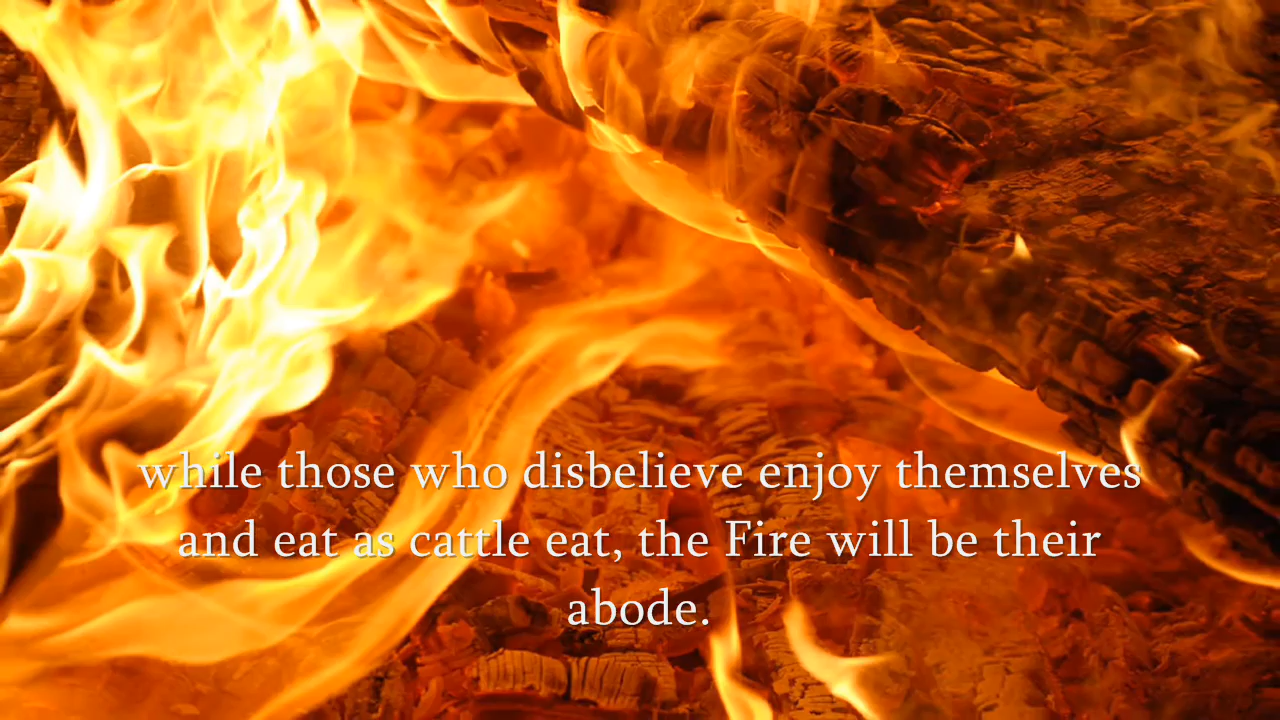 while those who disbelieve enjoy themselves
and eat as cattle eat, the Fire will be their
abode.